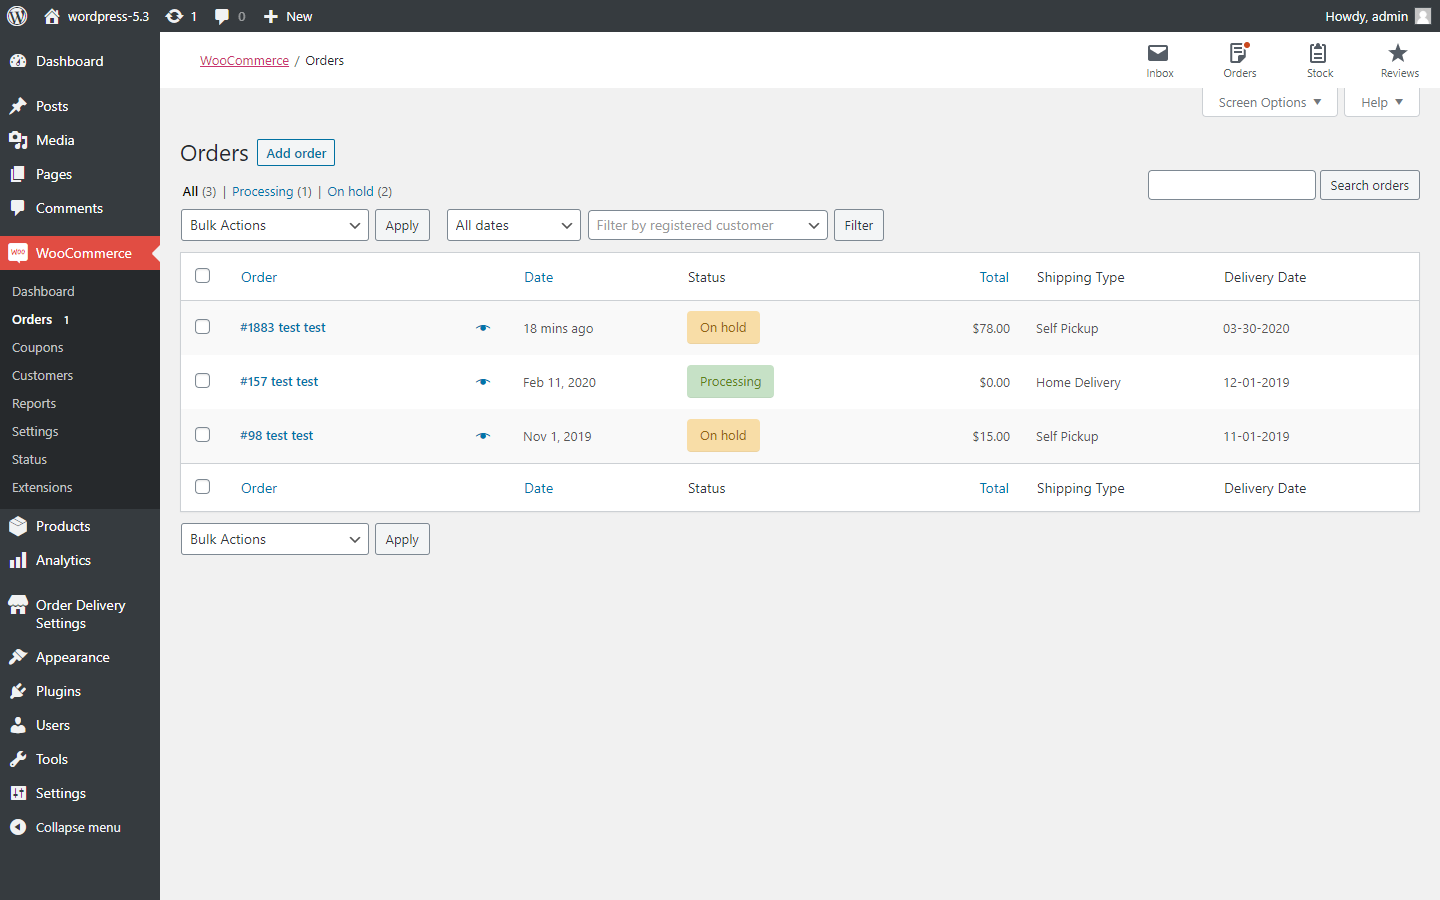 wordpress-5.3 1 0 New Howdy, admin
Dashboard
Posts
Media
Pages
Comments
WooCommerce
Dashboard
Orders 1
Coupons
Customers
Reports
Settings
Status
Extensions
Products
Analytics
Order Delivery
Settings
Appearance
Plugins
Users
Tools
Settings
Collapse menu
WooCommerce / Orders
Inbox Orders Stock Reviews
Screen Options Help
Orders Add order
All (3) | Processing (1) | On hold (2)
Search orders
Bulk Actions Apply All dates Filter by registered customer Filter
Order Date Status Total Shipping Type Delivery Date
#1883 test test 18 mins ago On hold $78.00 Self Pickup 03-30-2020
#157 test test Feb 11, 2020 Processing $0.00 Home Delivery 12-01-2019
#98 test test Nov 1, 2019 On hold $15.00 Self Pickup 11-01-2019
Order Date Status Total Shipping Type Delivery Date
Bulk Actions Apply